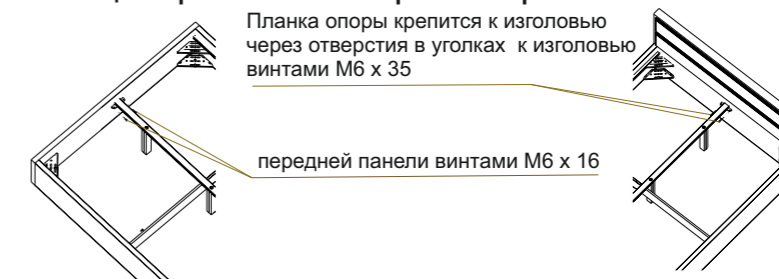 Планка опоры крепится к изголовью
через отверстия в уголках к изголовью
винтами М6 х 35
передней панели винтами М6 х 16